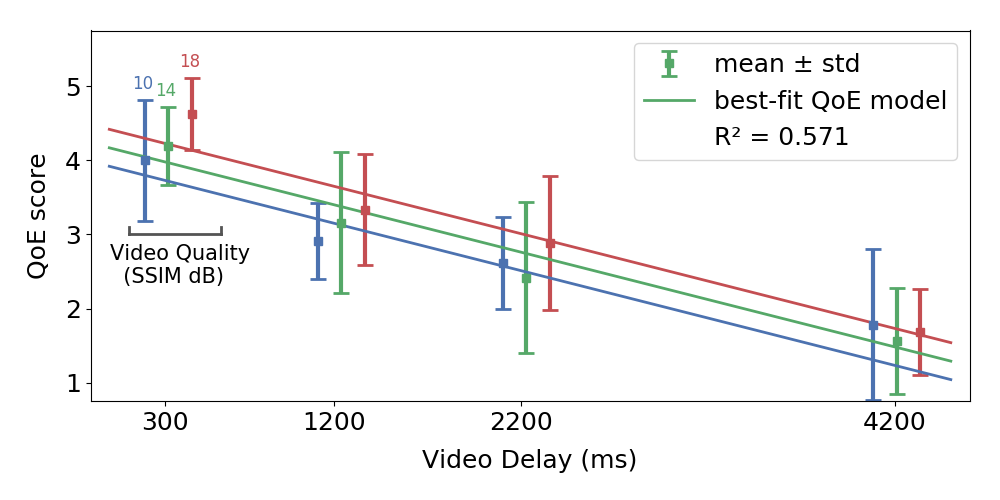 mean ± std
best-fit QoE model
R² = 0.571
18
10
14
5
4
3
2
1
QoE score
Video Quality
(SSIM dB)
300
1200
2200
4200
Video Delay (ms)